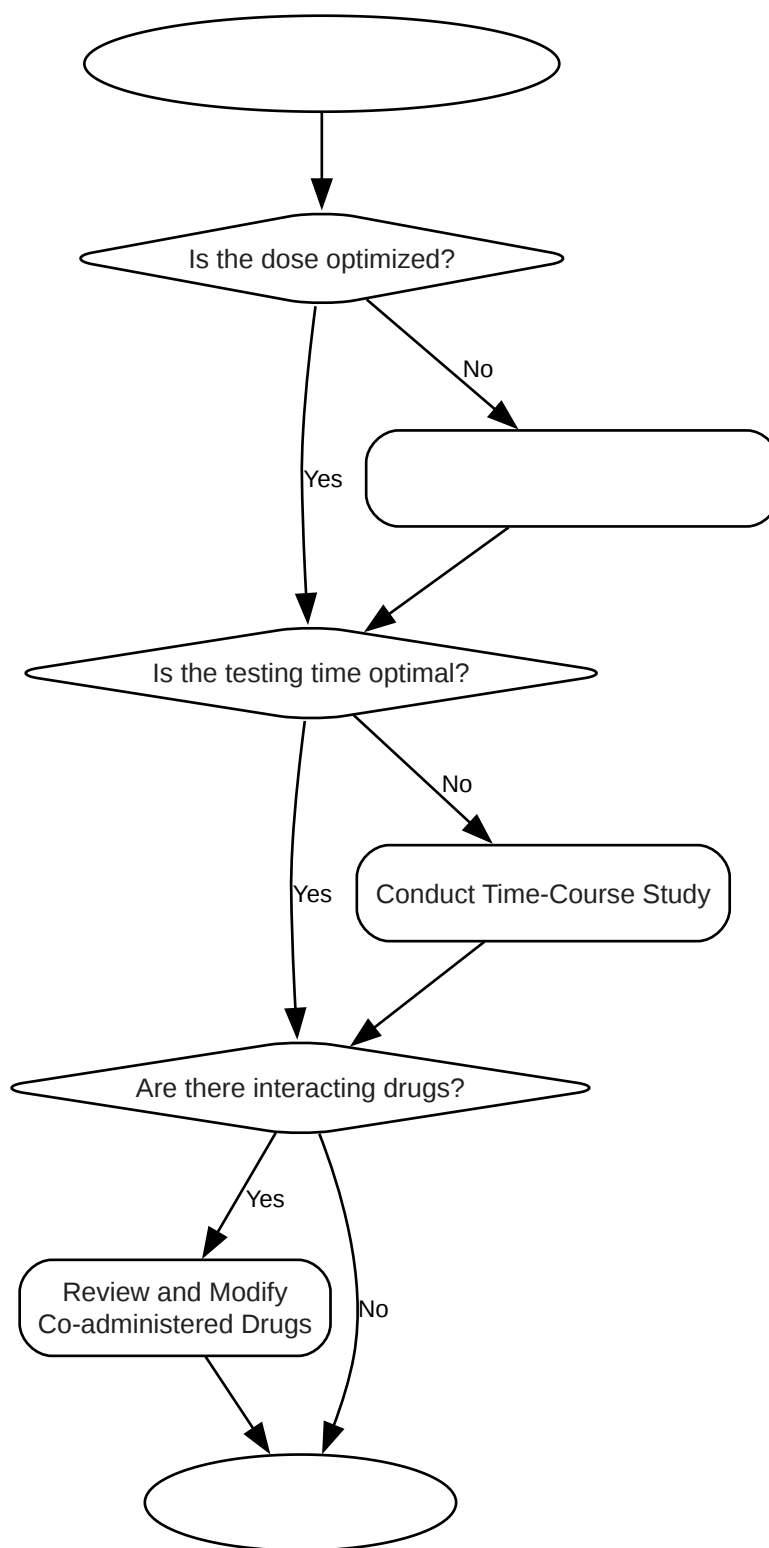 Is the dose optimized?
No
Yes
Is the testing time optimal?
No
Yes
Conduct Time-Course Study
Are there interacting drugs?
Yes
Review and Modify
Co-administered Drugs
No